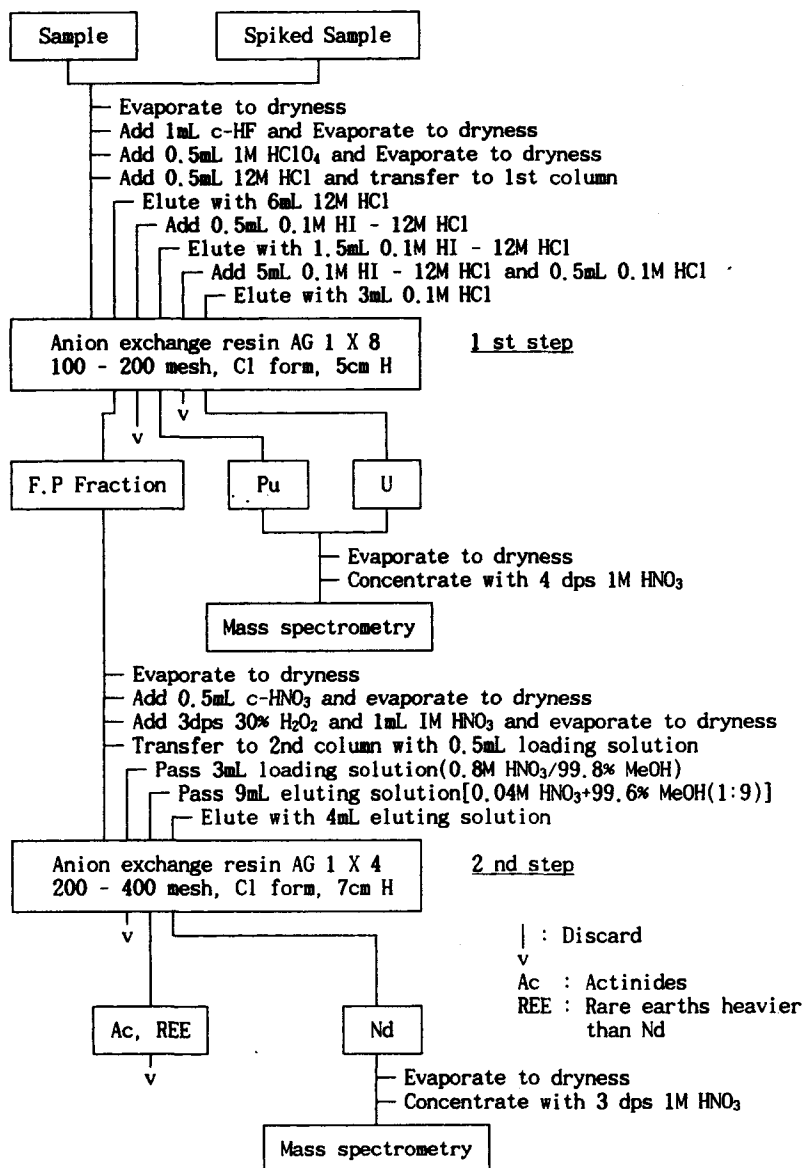 Sample
Spiked Sample
Evaporate to dryness
Add 1mL c-HF and Evaporate to dryness
Add 0.5mL 1M HClO₄ and Evaporate to dryness
Add 0.5mL 12M HCl and transfer to 1st column
Elute with 6mL 12M HCl
Add 0.5mL 0.1M HI - 12M HCl
Elute with 1.5mL 0.1M HI - 12M HCl
Add 5mL 0.1M HI - 12M HCl and 0.5mL 0.1M HCl
Elute with 3mL 0.1M HCl
Anion exchange resin AG 1 X 8
100 - 200 mesh, Cl form, 5cm H
1 st step
v
v
F.P Fraction
Pu
U
Evaporate to dryness
Concentrate with 4 dps 1M HNO₃
Mass spectrometry
Evaporate to dryness
Add 0.5mL c-HNO₃ and evaporate to dryness
Add 3dps 30% H₂O₂ and 1mL 1M HNO₃ and evaporate to dryness
Transfer to 2nd column with 0.5mL loading solution
Pass 3mL loading solution(0.8M HNO₃/99.8% MeOH)
Pass 9mL eluting solution[0.04M HNO₃+99.6% MeOH(1:9)]
Elute with 4mL eluting solution
Anion exchange resin AG 1 X 4
200 - 400 mesh, Cl form, 7cm H
2 nd step
v
| : Discard
v
Ac : Actinides
REE : Rare earths heavier
than Nd
Ac, REE
Nd
v
Evaporate to dryness
Concentrate with 3 dps 1M HNO₃
Mass spectrometry